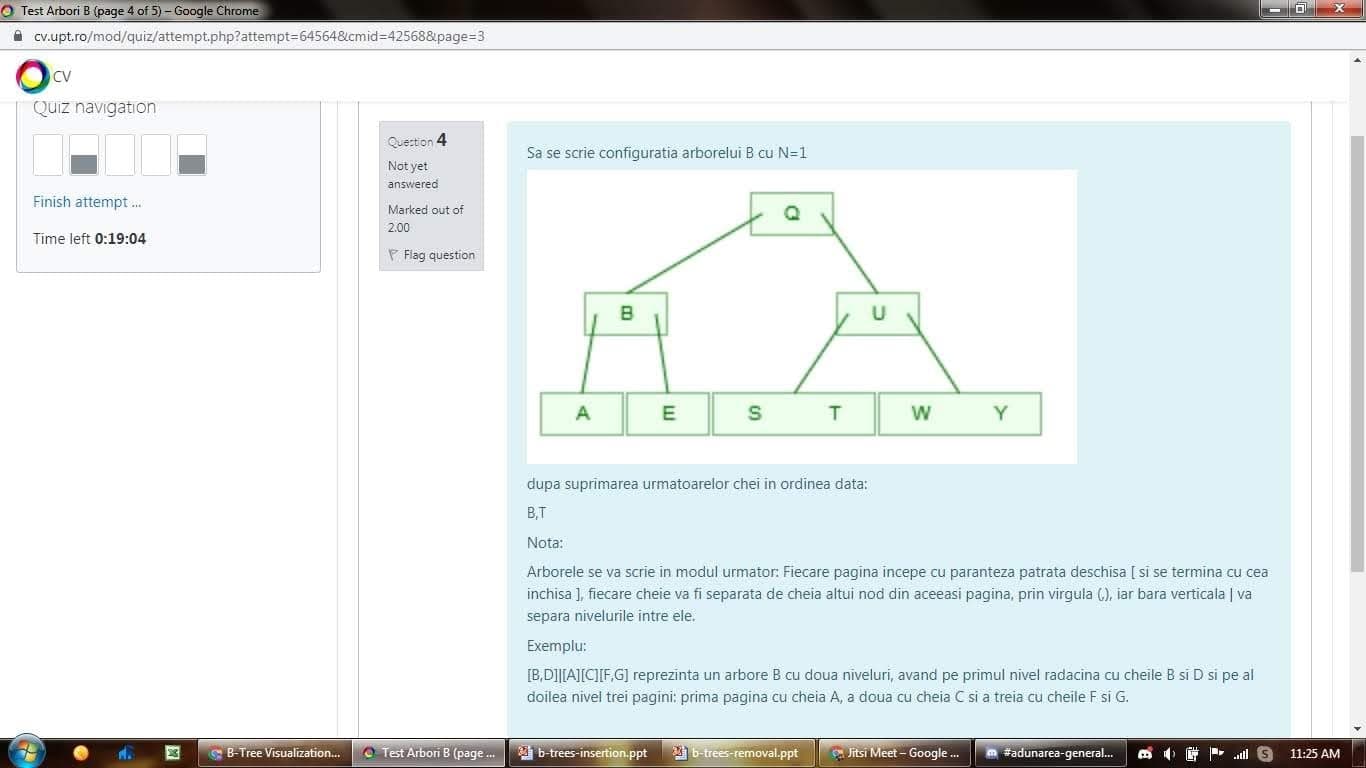 Test Arbori B (page 4 of 5) – Google Chrome
cv.upt.ro/mod/quiz/attempt.php?attempt=64564&cmid=42568&page=3
CV
Quiz navigation
Finish attempt ...
Time left 0:19:04
Question 4
Not yet
answered
Marked out of
2.00
Flag question
Sa se scrie configuratia arborelui B cu N=1
Q
B
U
A
E
S T
W Y
dupa suprimarea urmatoarelor chei in ordinea data:
B,T
Nota:
Arborele se va scrie in modul urmator: Fiecare pagina incepe cu paranteza patrata deschisa [ si se termina cu cea
inchisa ], fiecare cheie va fi separata de cheia altui nod din aceeasi pagina, prin virgula (,), iar bara verticala | va
separa nivelurile intre ele.
Exemplu:
[B,D]|[A][C][F,G] reprezinta un arbore B cu doua niveluri, avand pe primul nivel radacina cu cheile B si D si pe al
doilea nivel trei pagini: prima pagina cu cheia A, a doua cu cheia C si a treia cu cheile F si G.
B-Tree Visualization...
Test Arbori B (page ...
b-trees-insertion.ppt
b-trees-removal.ppt
Jitsi Meet – Google ...
#adunarea-general...
11:25 AM